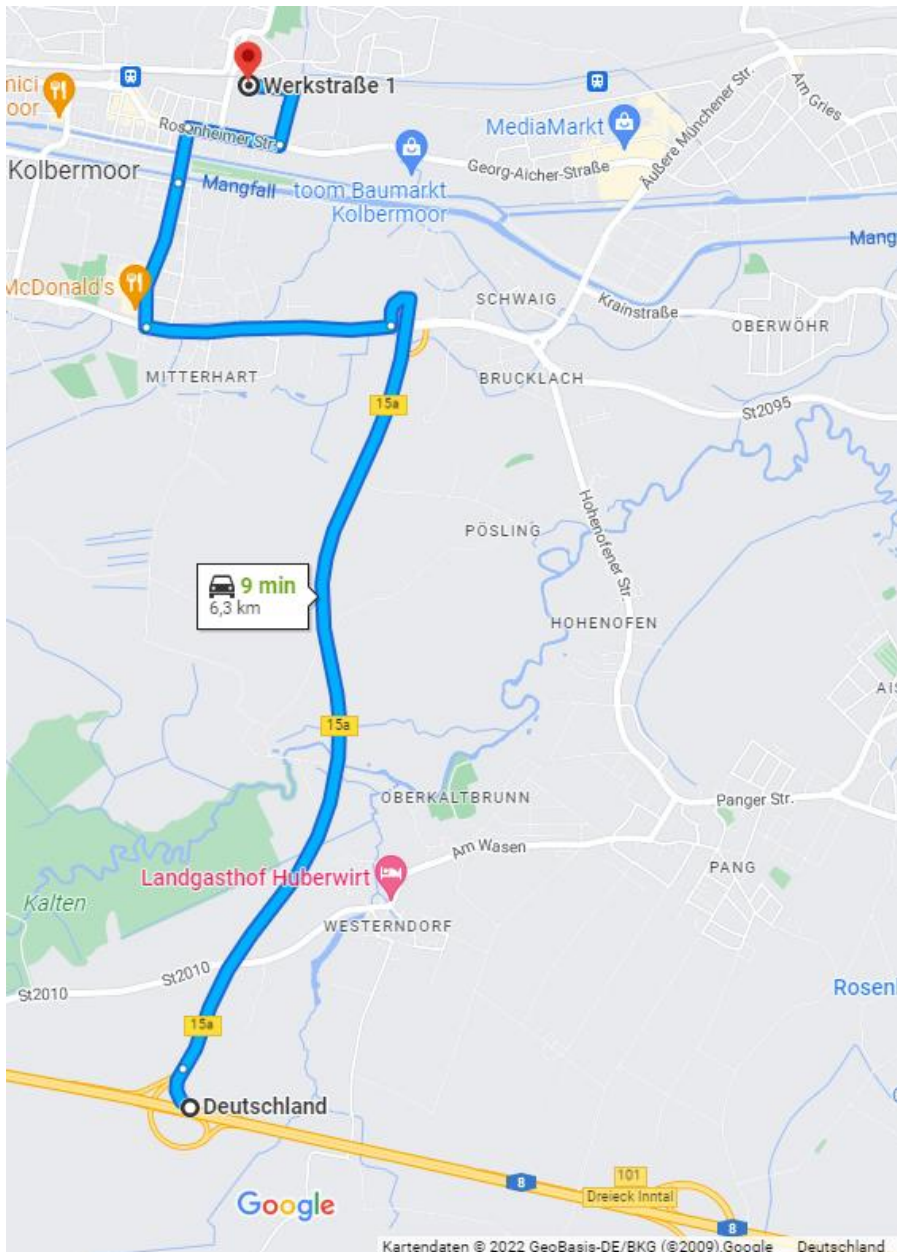 mici
oor
Werkstraße 1
Am Gries
MediaMarkt
Äußere Münchener Str.
Rosenheimer Str.
Georg-Aicher-Straße
Kolbermoor
Mangfall
toom Baumarkt
Kolbermoor
Mang
McDonald's
SCHWAIG
Krainstraße
OBERWÖHR
MITTERHART
BRUCKLACH
15a
St2095
Hohenofener Str.
PÖSLING
9 min
6,3 km
HOHENOFEN
AIS
15a
OBERKALTBRUNN
Panger Str.
Am Wasen
Landgasthof Huberwirt
PANG
Kalten
WESTERNDORF
St2010
St2010
Rosenh
15a
Deutschland
101
8
Dreieck Inntal
Google
8
Kartendaten © 2022 GeoBasis-DE/BKG (©2009),Google Deutschland